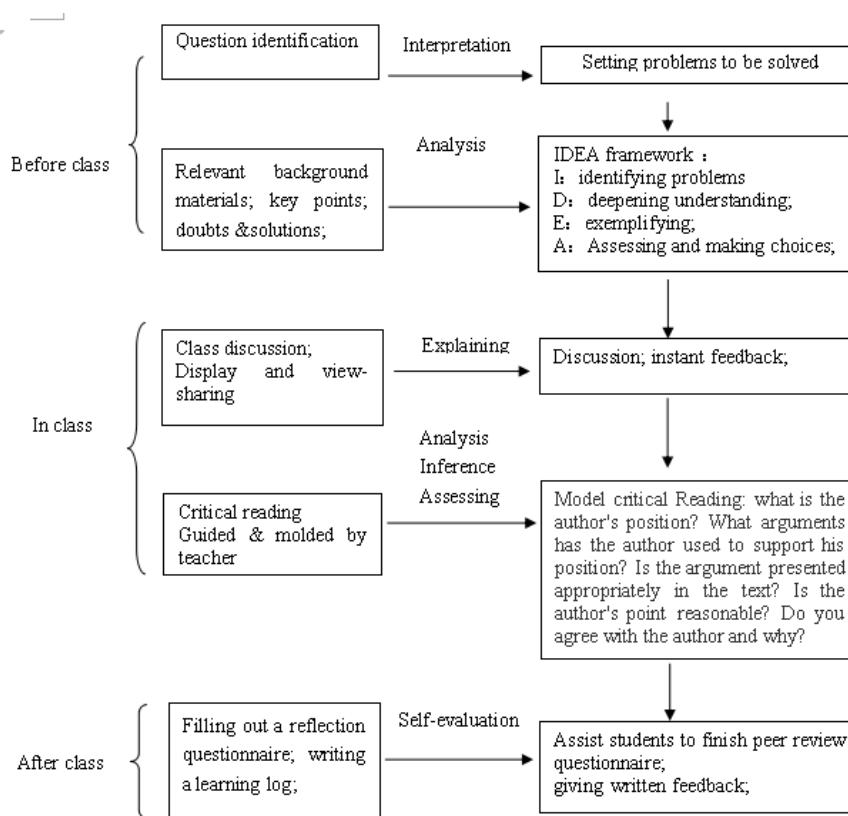 Question identification
Interpretation
Setting problems to be solved
Before class
Relevant background
materials; key points;
doubts &solutions;
Analysis
IDEA framework ：
I：identifying problems
D：deepening understanding;
E：exemplifying;
A：Assessing and making choices;
In class
Class discussion;
Display and view-
sharing
Explaining
Discussion; instant feedback;
Critical reading
Guided & molded by
teacher
Analysis
Inference
Assessing
Model critical Reading: what is the
author's position? What arguments
has the author used to support his
position? Is the argument presented
appropriately in the text? Is the
author's point reasonable? Do you
agree with the author and why?
After class
Filling out a reflection
questionnaire; writing
a learning log;
Self-evaluation
Assist students to finish peer review
questionnaire;
giving written feedback;